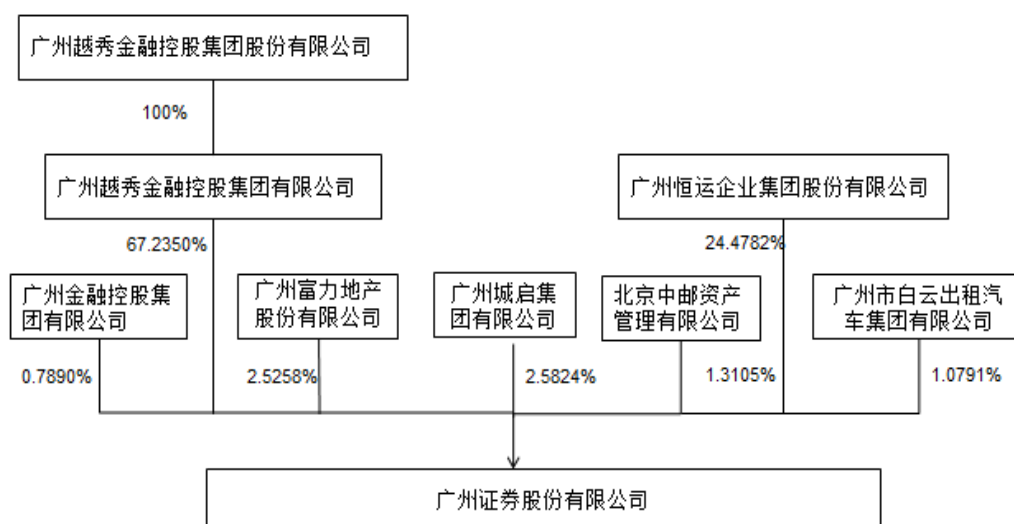 广州越秀金融控股集团股份有限公司
100%
广州越秀金融控股集团有限公司
广州恒运企业集团股份有限公司
67.2350%
24.4782%
广州金融控股集
团有限公司
广州富力地产
股份有限公司
广州城启集
团有限公司
北京中邮资产
管理有限公司
广州市白云出租汽
车集团有限公司
0.7890%
2.5258%
2.5824%
1.3105%
1.0791%
广州证券股份有限公司